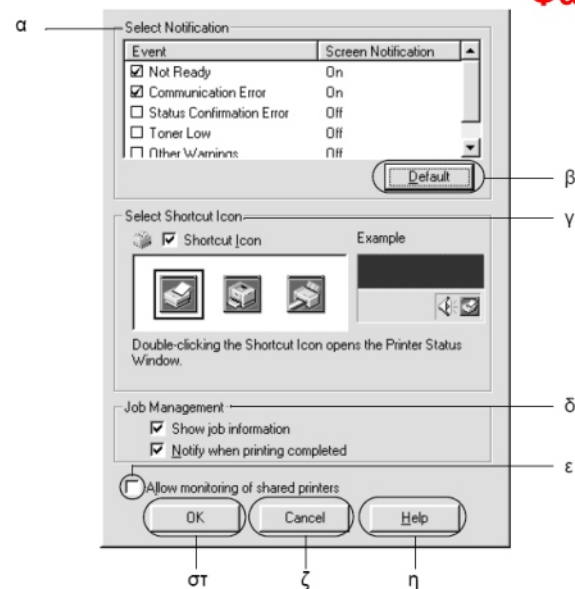 α
Select Notification
Event Screen Notification
Not Ready On
Communication Error On
Status Confirmation Error Off
Toner Low Off
Other Warnings Off
Default
β
Select Shortcut Icon
γ
Shortcut Icon Example
Double-clicking the Shortcut Icon opens the Printer Status
Window.
Job Management
δ
Show job information
Notify when printing completed
ε
Allow monitoring of shared printers
OK Cancel Help
στ ζ η